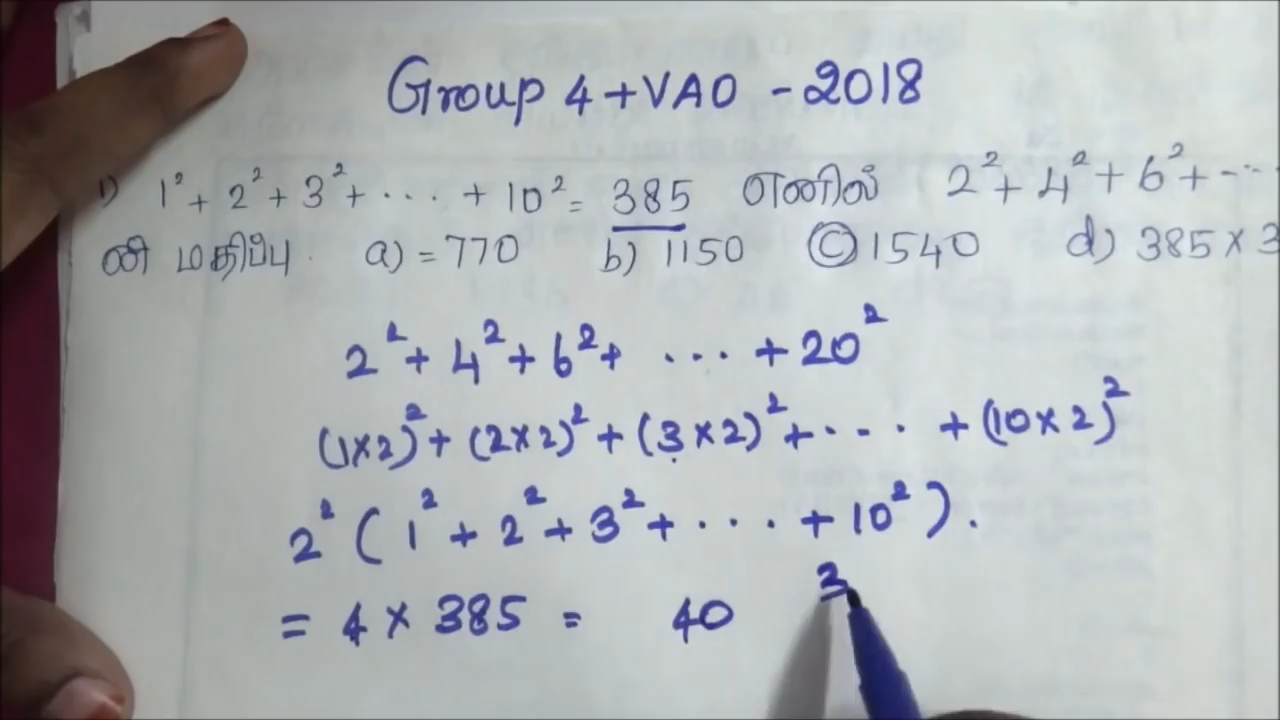 Group 4 + VAO - 2018
1) 1² + 2² + 3² + .... + 10² = 385 எனில் 2² + 4² + 6² + ...
ன் மதிப்பு. a) = 770 b) 1150 ⓒ 1540 d) 385 × 3
2² + 4² + 6² + ... + 20²
(1×2)² + (2×2)² + (3×2)² + .... + (10×2)²
2² ( 1² + 2² + 3² + .... + 10² ).
= 4 × 385 = 40 2